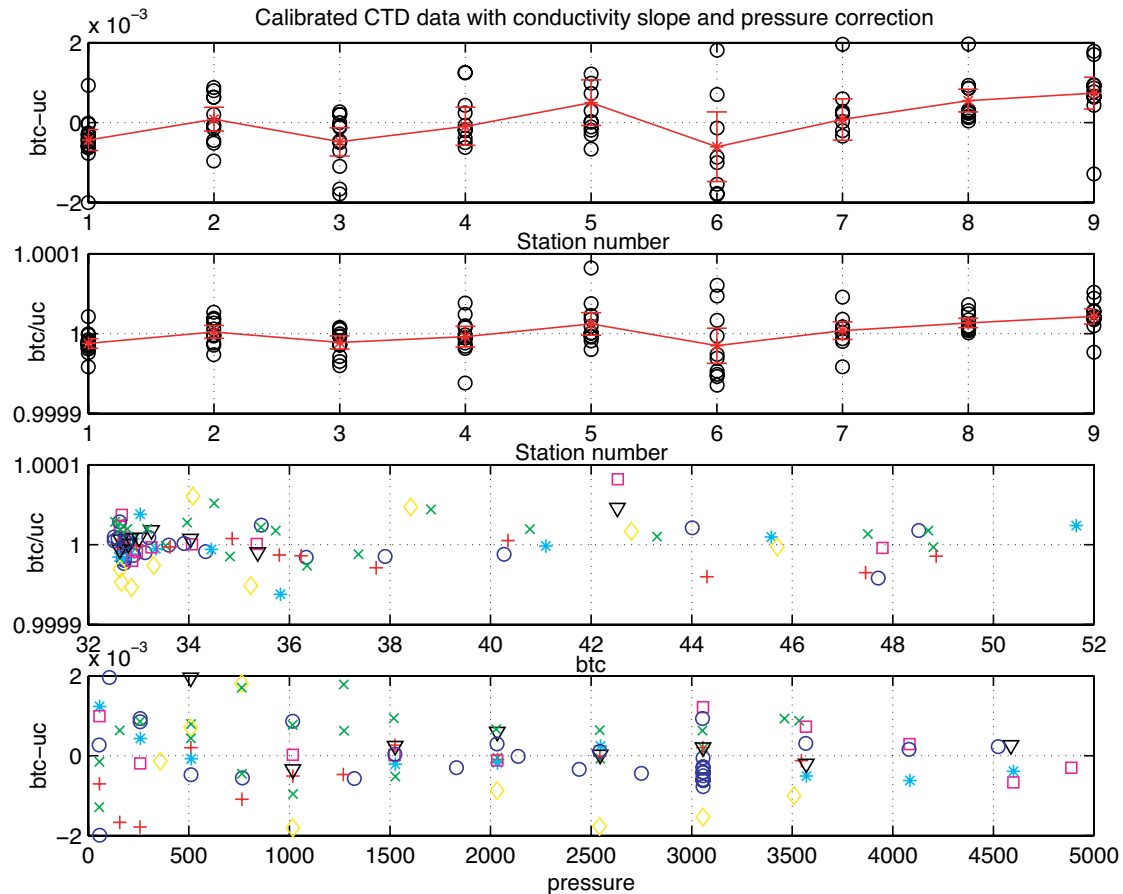 Calibrated CTD data with conductivity slope and pressure correction
x 10⁻³
2
0
−2
btc−uc
1 2 3 4 5 6 7 8 9
Station number
1.0001
1
0.9999
btc/uc
1 2 3 4 5 6 7 8 9
Station number
1.0001
1
0.9999
btc/uc
32 34 36 38 40 42 44 46 48 50 52
btc
x 10⁻³
2
0
−2
btc−uc
0 500 1000 1500 2000 2500 3000 3500 4000 4500 5000
pressure